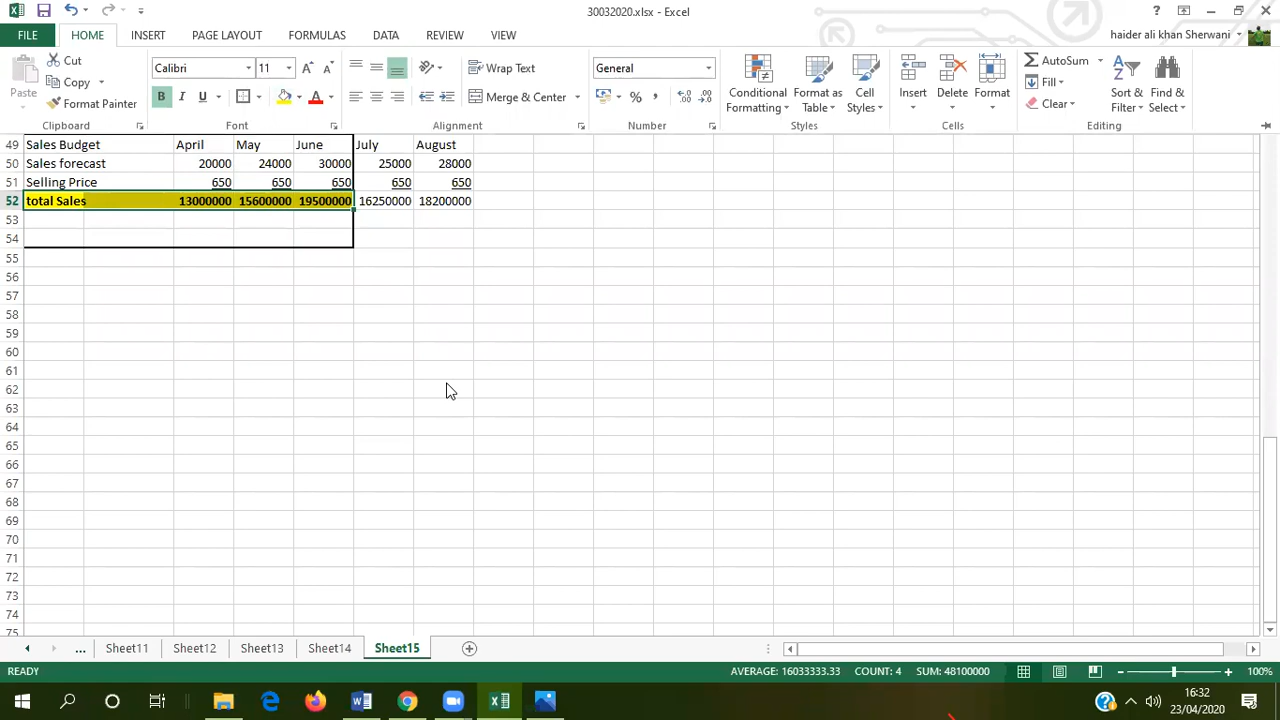 30032020.xlsx - Excel
?
FILE HOME INSERT PAGE LAYOUT FORMULAS DATA REVIEW VIEW haider ali khan Sherwani
Paste Cut Copy Format Painter
Clipboard
Calibri 11
B I U A
Font
Wrap Text
Merge & Center
Alignment
General
%
Number
Conditional Formatting
Format as Table
Cell Styles
Styles
Insert Delete Format
Cells
AutoSum
Fill
Clear
Sort & Filter
Find & Select
Editing
49 Sales Budget April May June July August
50 Sales forecast 20000 24000 30000 25000 28000
51 Selling Price 650 650 650 650 650
52 total Sales 13000000 15600000 19500000 16250000 18200000
53
54
55
56
57
58
59
60
61
62
63
64
65
66
67
68
69
70
71
72
73
74
75
... Sheet11 Sheet12 Sheet13 Sheet14 Sheet15
READY AVERAGE: 16033333.33 COUNT: 4 SUM: 48100000 100%
16:32
23/04/2020